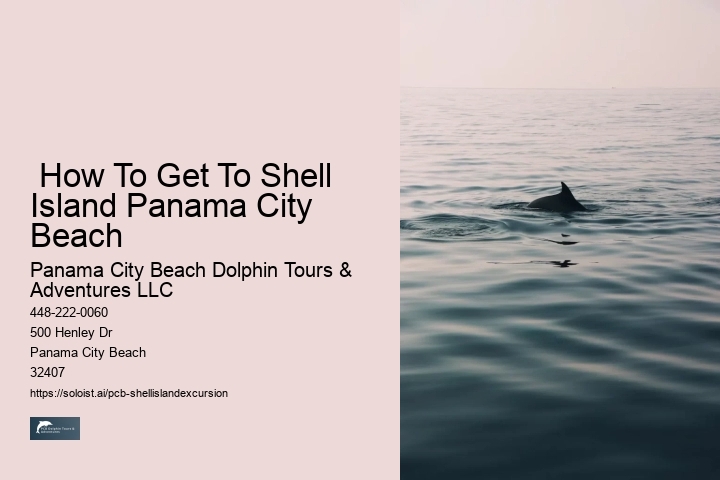 How To Get To Shell
Island Panama City
Beach
Panama City Beach Dolphin Tours &
Adventures LLC
448-222-0060
500 Henley Dr
Panama City Beach
32407
https://soloist.ai/pcb-shellislandexcursion